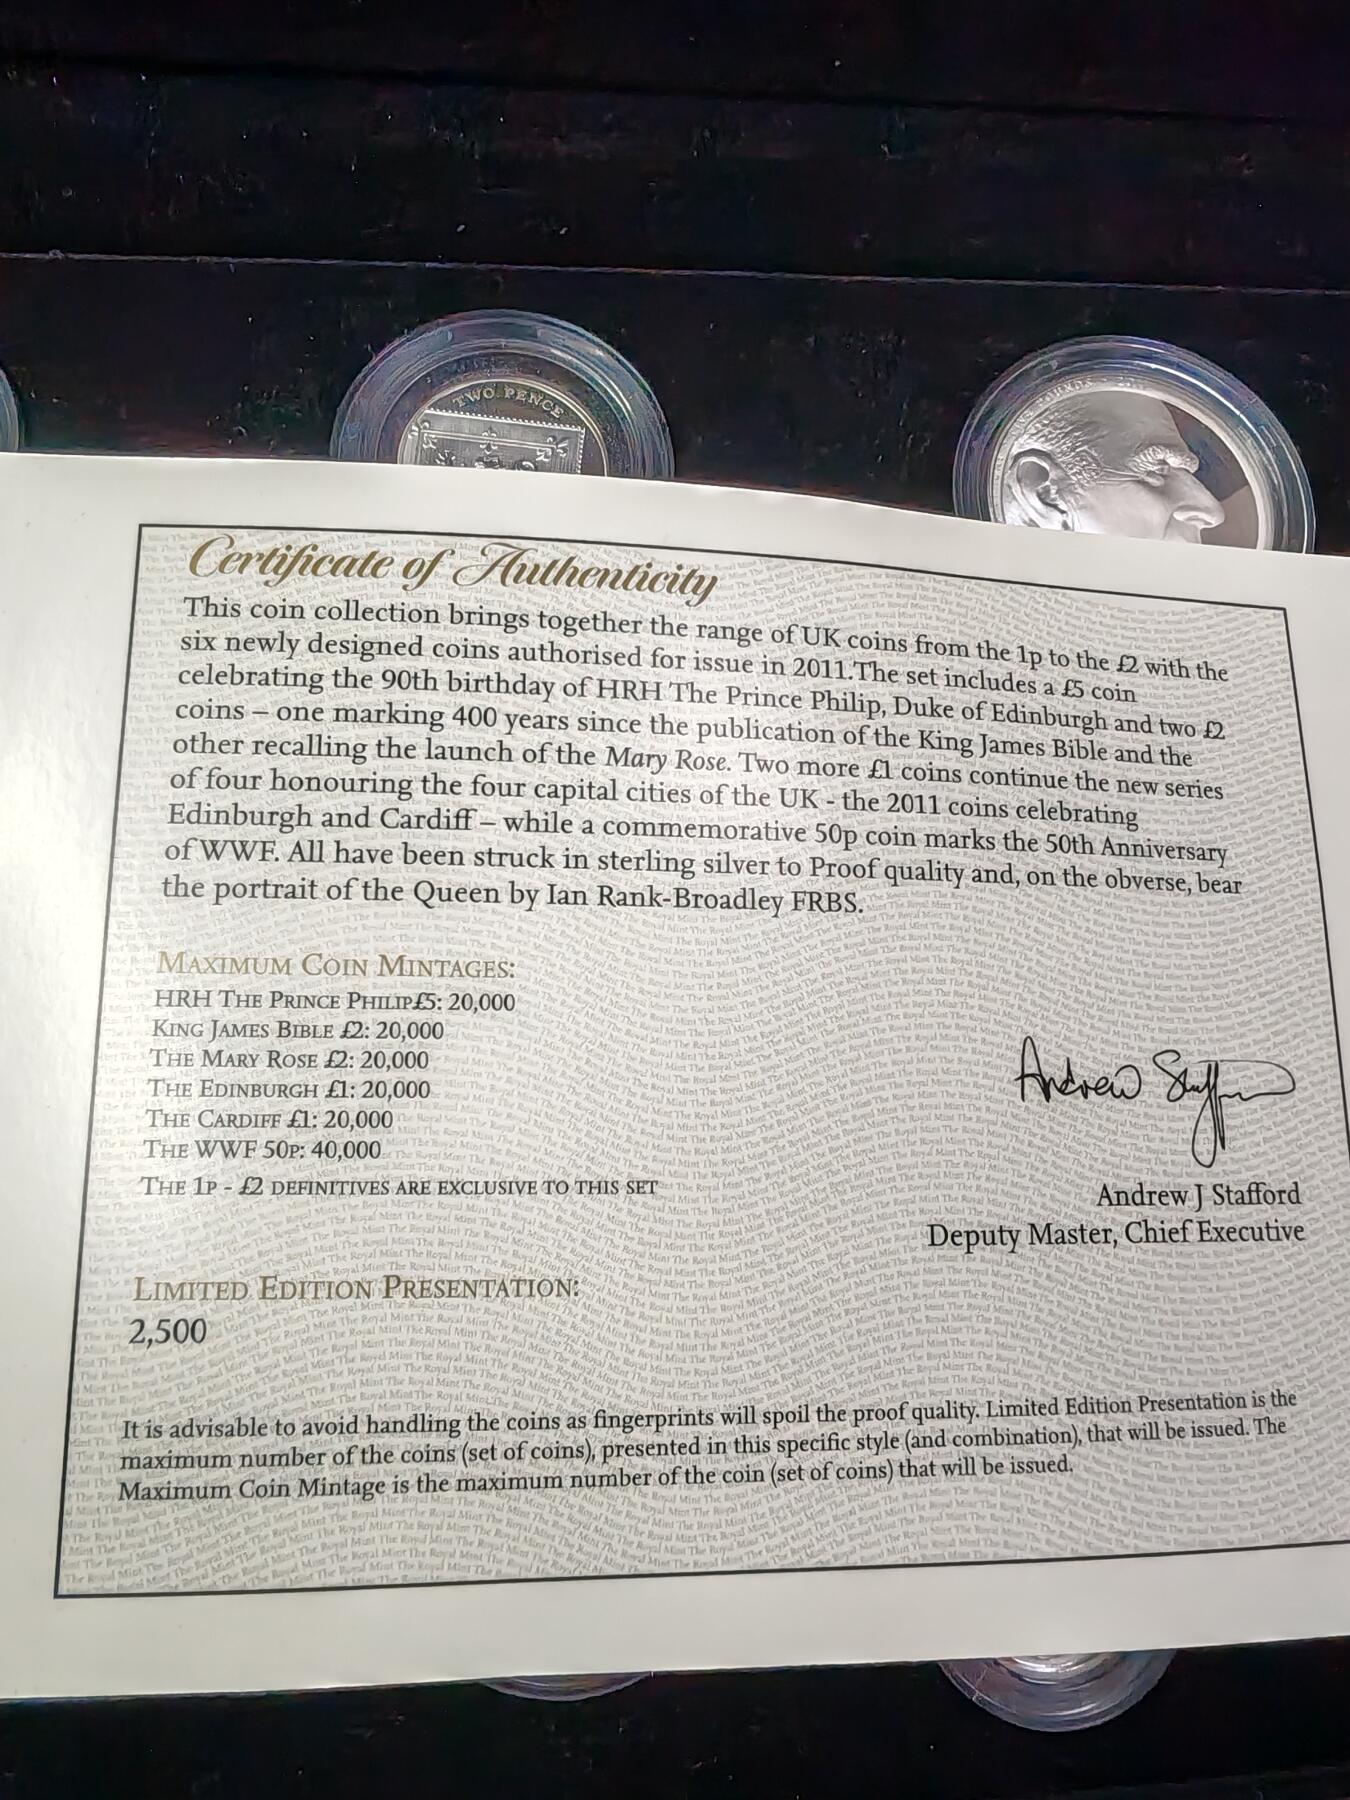 TWO PENCE
Certificate of Authenticity
This coin collection brings together the range of UK coins from the 1p to the £2 with the
six newly designed coins authorised for issue in 2011.The set includes a £5 coin
celebrating the 90th birthday of HRH The Prince Philip, Duke of Edinburgh and two £2
coins – one marking 400 years since the publication of the King James Bible and the
other recalling the launch of the Mary Rose. Two more £1 coins continue the new series
of four honouring the four capital cities of the UK - the 2011 coins celebrating
Edinburgh and Cardiff – while a commemorative 50p coin marks the 50th Anniversary
of WWF. All have been struck in sterling silver to Proof quality and, on the obverse, bear
the portrait of the Queen by Ian Rank-Broadley FRBS.
MAXIMUM COIN MINTAGES:
HRH THE PRINCE PHILIP£5: 20,000
KING JAMES BIBLE £2: 20,000
THE MARY ROSE £2: 20,000
THE EDINBURGH £1: 20,000
THE CARDIFF £1: 20,000
THE WWF 50P: 40,000
THE 1P - £2 DEFINITIVES ARE EXCLUSIVE TO THIS SET
Andrew J Stafford
Deputy Master, Chief Executive
LIMITED EDITION PRESENTATION:
2,500
It is advisable to avoid handling the coins as fingerprints will spoil the proof quality. Limited Edition Presentation is the
maximum number of the coins (set of coins), presented in this specific style (and combination), that will be issued. The
Maximum Coin Mintage is the maximum number of the coin (set of coins) that will be issued.